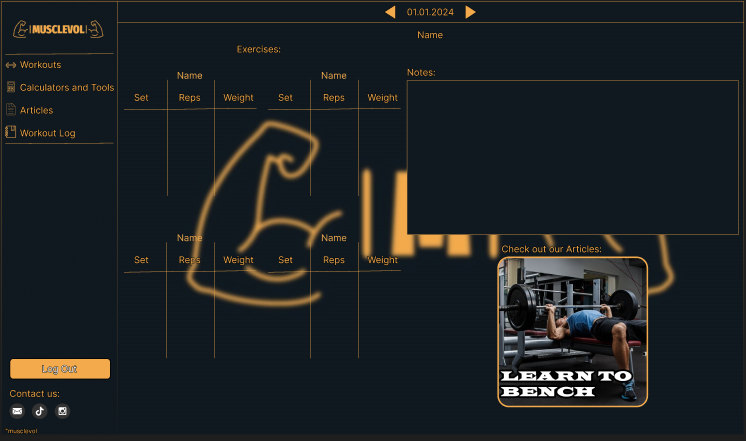 |MUSCLEVOL|
Workouts
Calculators and Tools
Articles
Workout Log
Log Out
Contact us:
"musclevol
01.01.2024
Name
Exercises:
Name
Set Reps Weight
Name
Set Reps Weight
Name
Set Reps Weight
Name
Set Reps Weight
Notes:
Check out our Articles:
LEARN TO
BENCH